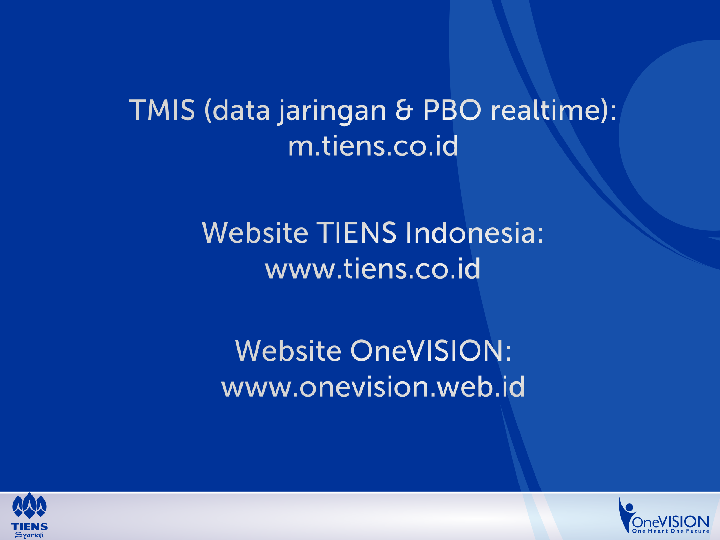 TMIS (data jaringan & PBO realtime):
m.tiens.co.id
Website TIENS Indonesia:
www.tiens.co.id
Website OneVISION:
www.onevision.web.id
TIENS
Syariah
OneVISION
One Heart One Future